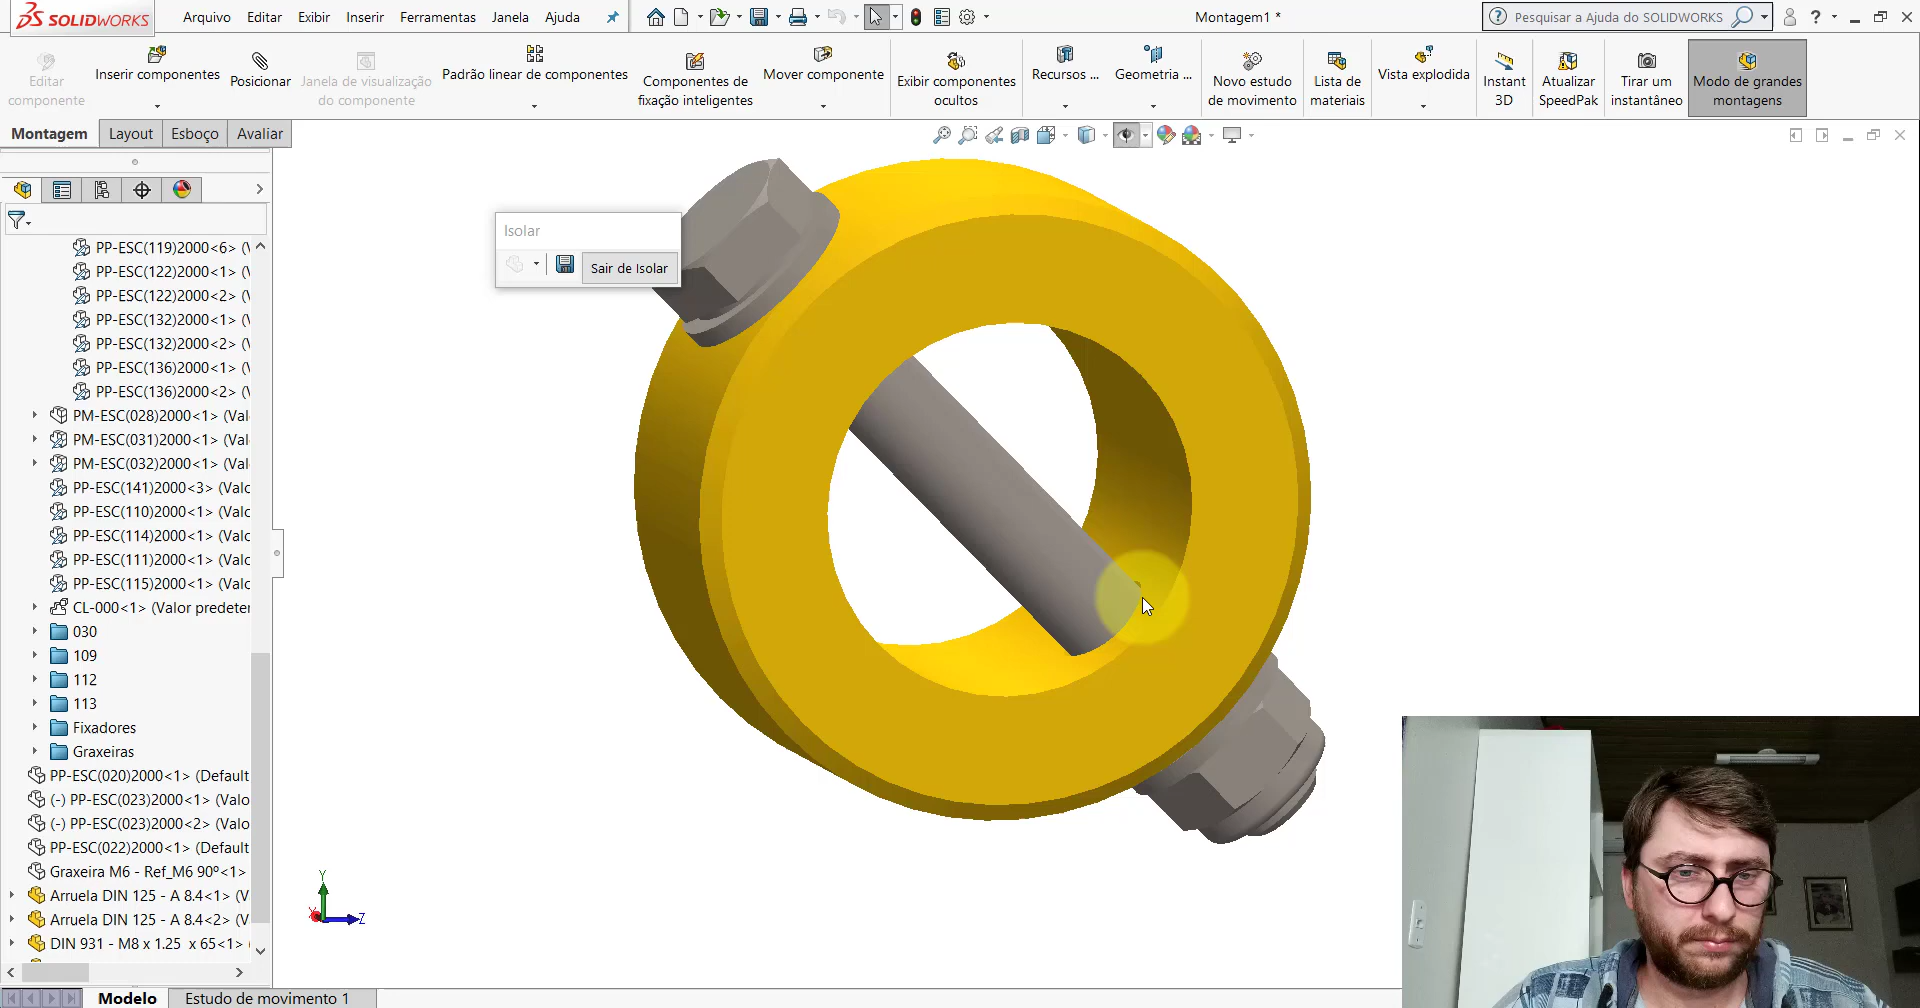 SOLIDWORKS
Arquivo Editar Exibir Inserir Ferramentas Janela Ajuda
Montagem1 *
Pesquisar a Ajuda do SOLIDWORKS
Editar componente
Inserir componentes
Posicionar
Janela de visualização do componente
Padrão linear de componentes
Componentes de fixação inteligentes
Mover componente
Exibir componentes ocultos
Recursos ...
Geometria ...
Novo estudo de movimento
Lista de materiais
Vista explodida
Instant 3D
Atualizar SpeedPak
Tirar um instantâneo
Modo de grandes montagens
Montagem Layout Esboço Avaliar
Isolar
Sair de Isolar
PP-ESC(119)2000<6> (V
PP-ESC(122)2000<1> (V
PP-ESC(122)2000<2> (V
PP-ESC(132)2000<1> (V
PP-ESC(132)2000<2> (V
PP-ESC(136)2000<1> (V
PP-ESC(136)2000<2> (V
PM-ESC(028)2000<1> (Valo
PM-ESC(031)2000<1> (Valo
PM-ESC(032)2000<1> (Valo
PP-ESC(141)2000<3> (Valo
PP-ESC(110)2000<1> (Valo
PP-ESC(114)2000<1> (Valo
PP-ESC(111)2000<1> (Valo
PP-ESC(115)2000<1> (Valo
CL-000<1> (Valor predeter
030
109
112
113
Fixadores
Graxeiras
PP-ESC(020)2000<1> (Default
(-) PP-ESC(023)2000<1> (Valo
(-) PP-ESC(023)2000<2> (Valo
PP-ESC(022)2000<1> (Default
Graxeira M6 - Ref_M6 90º<1>
Arruela DIN 125 - A 8.4<1> (V
Arruela DIN 125 - A 8.4<2> (V
DIN 931 - M8 x 1.25 x 65<1> (
Y
X
Z
Modelo Estudo de movimento 1